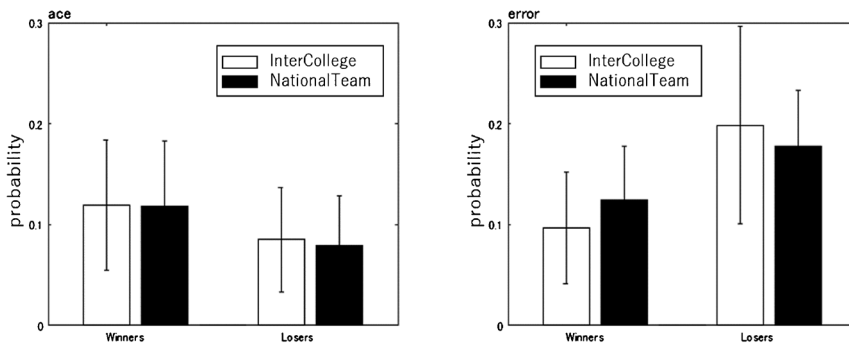 ace
0.3
0.2
0.1
0
probability
InterCollege
NationalTeam
Winners
Losers
error
0.3
0.2
0.1
0
probability
InterCollege
NationalTeam
Winners
Losers